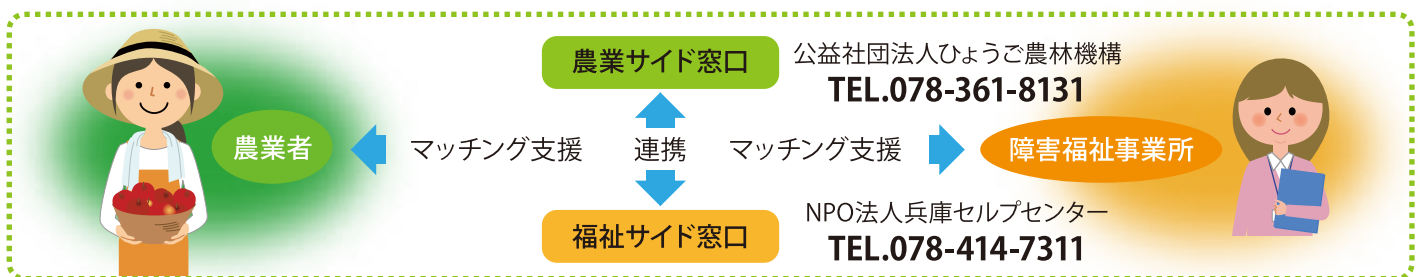 農業サイド窓口
公益社団法人ひょうご農林機構
TEL.078-361-8131
農業者
マッチング支援
連携
マッチング支援
障害福祉事業所
福祉サイド窓口
NPO法人兵庫セルプセンター
TEL.078-414-7311